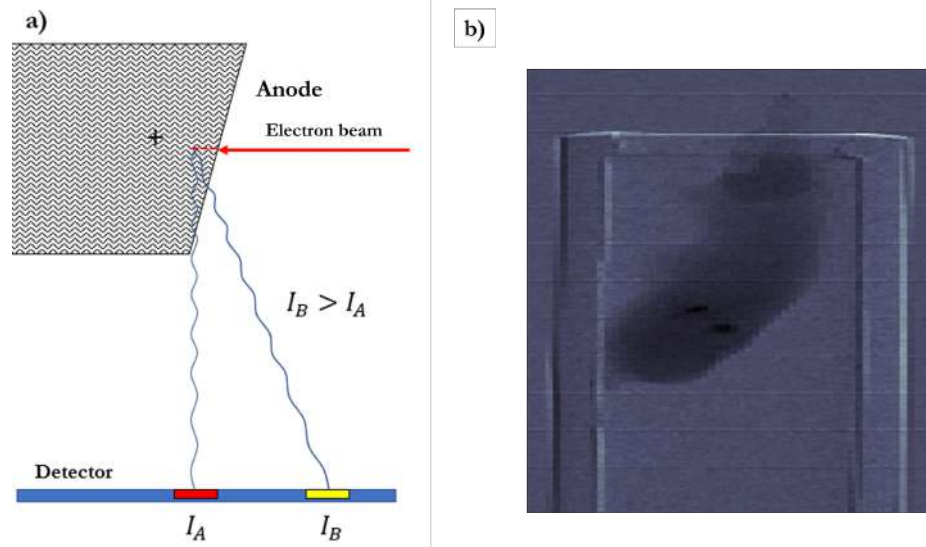 a)
b)
Anode
+
Electron beam
I_B > I_A
Detector
I_A
I_B